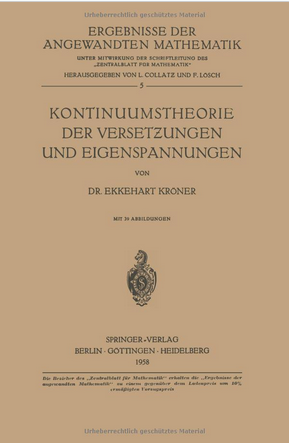 Urheberrechtlich geschütztes Material
ERGEBNISSE DER
ANGEWANDTEN MATHEMATIK
UNTER MITWIRKUNG DER SCHRIFTLEITUNG DES
„ZENTRALBLATT FÜR MATHEMATIK“
HERAUSGEGEBEN VON L. COLLATZ UND F. LÖSCH
5
KONTINUUMSTHEORIE
DER VERSETZUNGEN
UND EIGENSPANNUNGEN
VON
DR. EKKEHART KRÖNER
MIT 20 ABBILDUNGEN
SPRINGER-VERLAG
BERLIN · GÖTTINGEN · HEIDELBERG
1958
Die Bezieher des „Zentralblatt für Mathematik“ erhalten die „Ergebnisse der
angewandten Mathematik“ zu einem gegenüber dem Ladenpreis um 10%
ermäßigten Vorzugspreis
Urheberrechtlich geschütztes Material